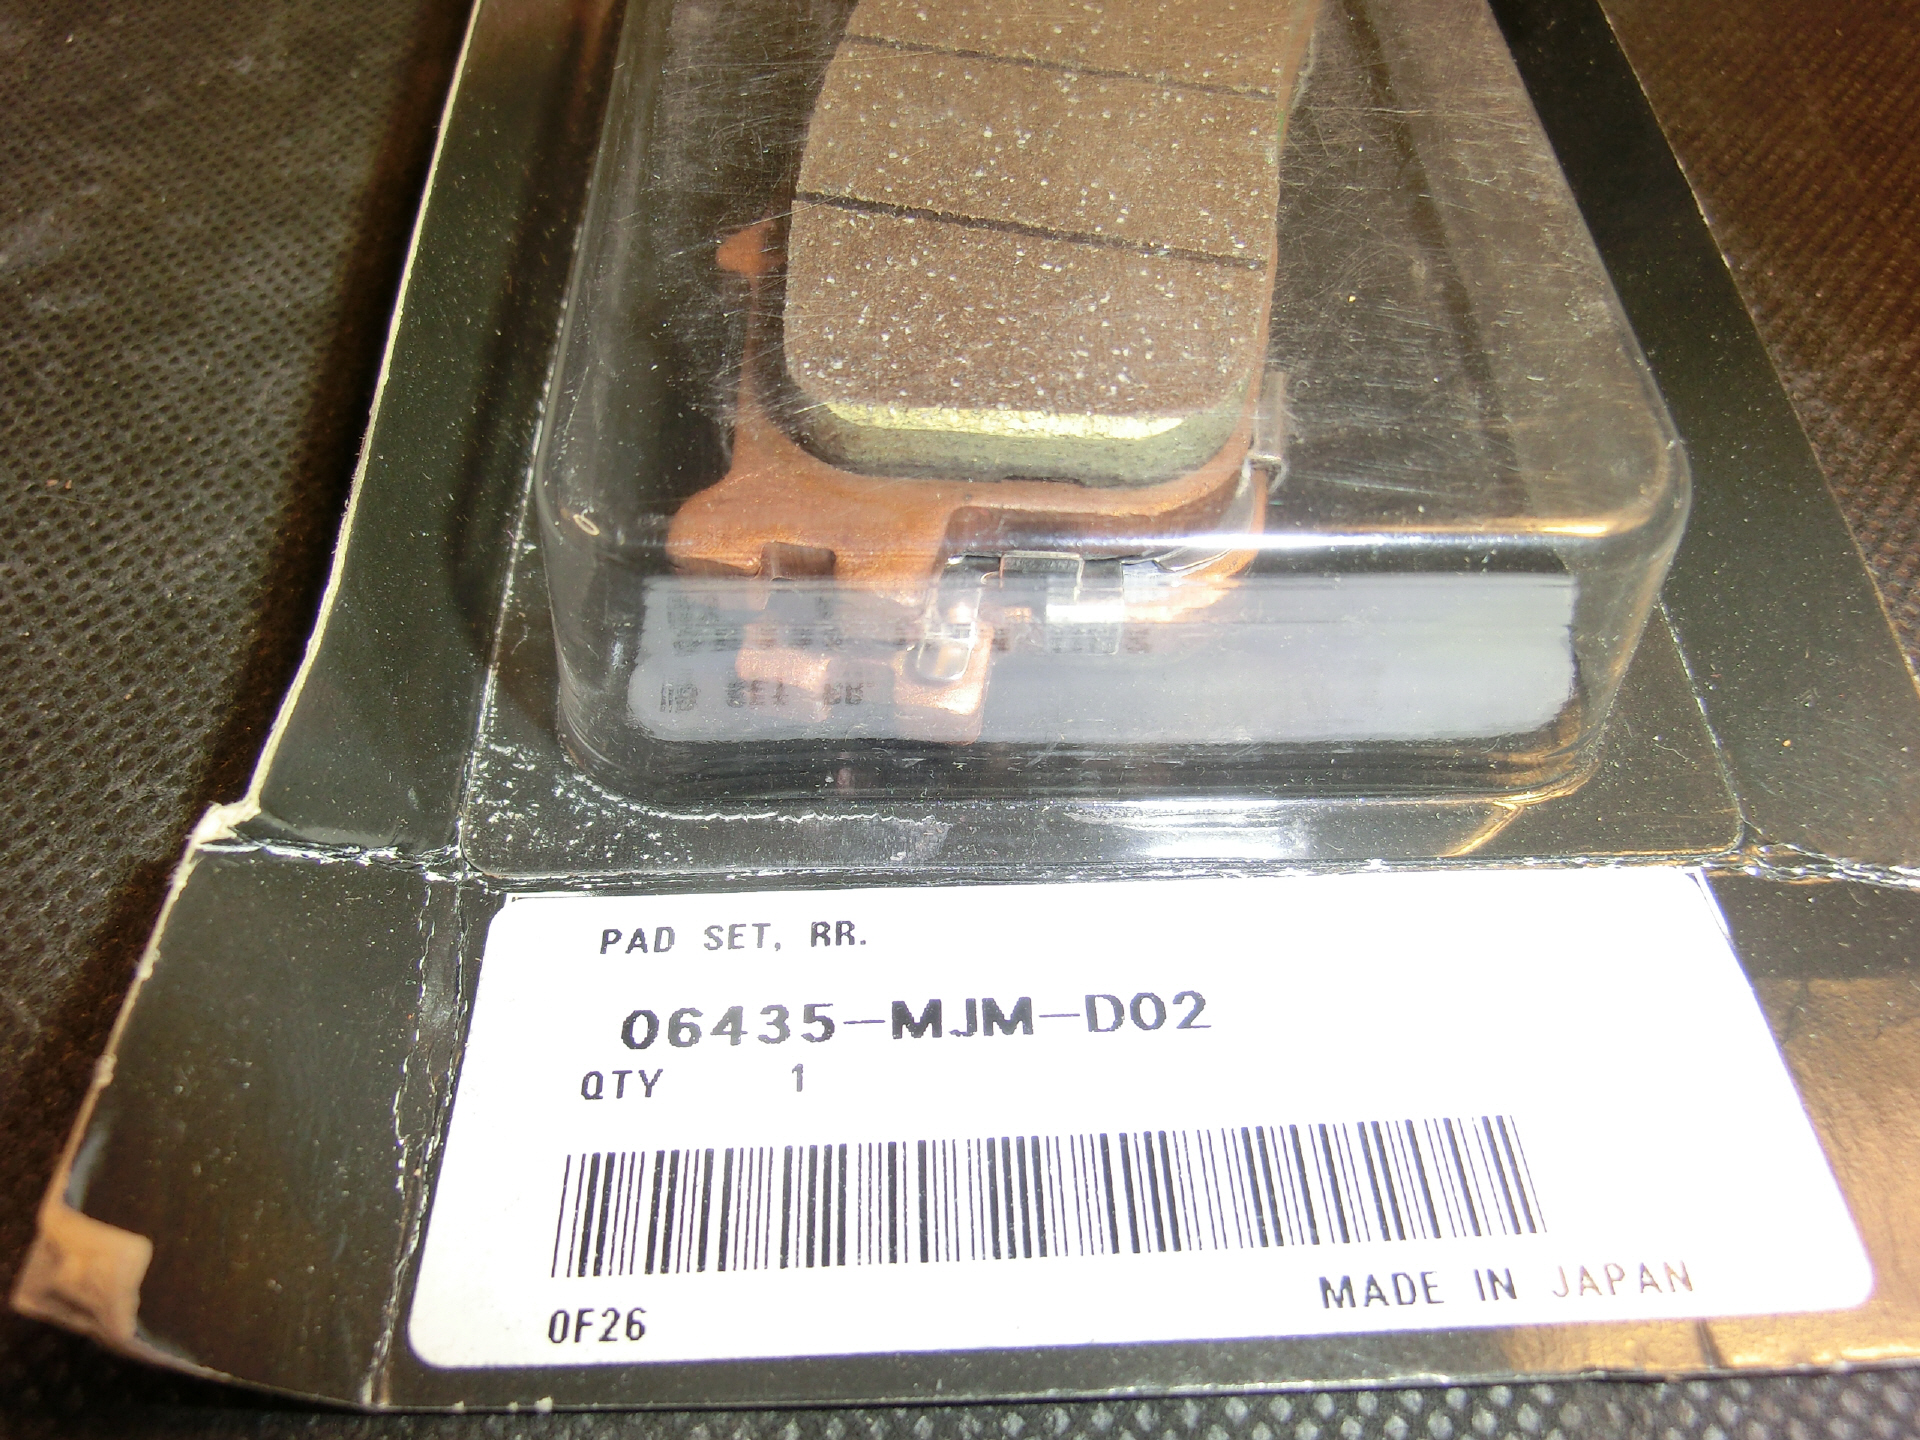 PAD SET, RR.
06435-MJM-D02
QTY 1
0F26
MADE IN JAPAN